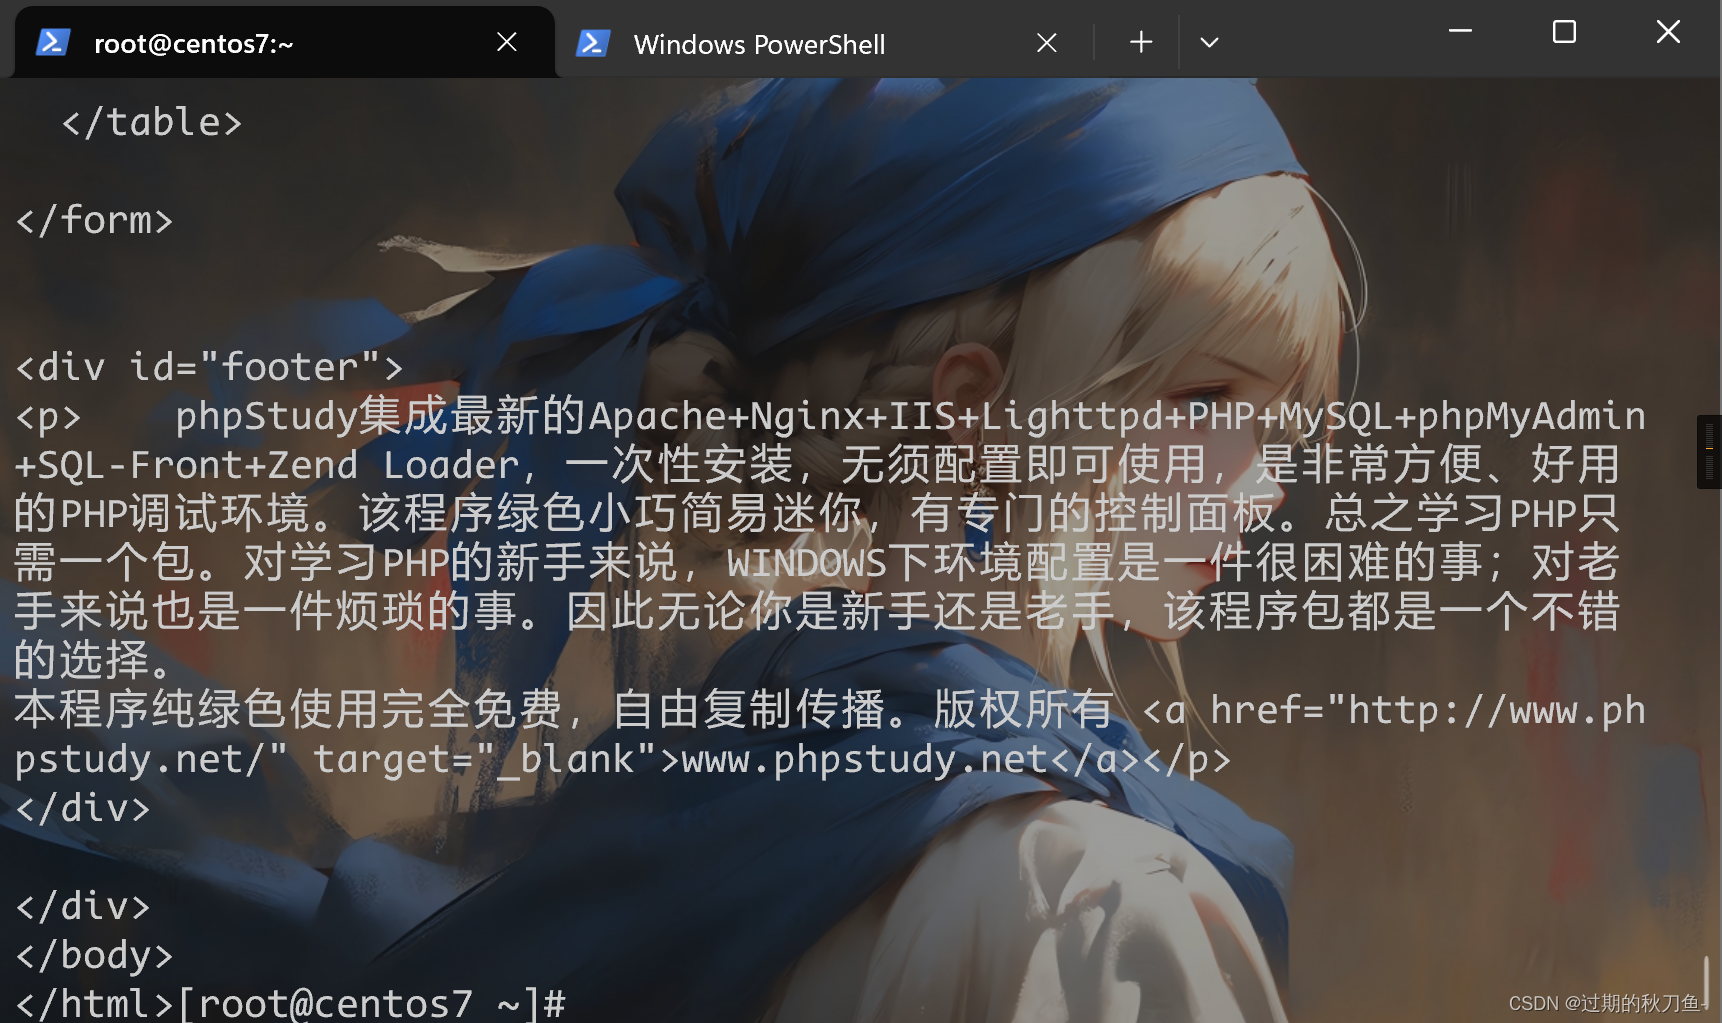 root@centos7:~
Windows PowerShell
</table>
</form>
<div id="footer">
<p>    phpStudy集成最新的Apache+Nginx+IIS+Lighttpd+PHP+MySQL+phpMyAdmin
+SQL-Front+Zend Loader，一次性安装，无须配置即可使用，是非常方便、好用
的PHP调试环境。该程序绿色小巧简易迷你，有专门的控制面板。总之学习PHP只
需一个包。对学习PHP的新手来说，WINDOWS下环境配置是一件很困难的事；对老
手来说也是一件烦琐的事。因此无论你是新手还是老手，该程序包都是一个不错
的选择。
本程序纯绿色使用完全免费，自由复制传播。版权所有 <a href="http://www.ph
pstudy.net/" target="_blank">www.phpstudy.net</a></p>
</div>
</div>
</body>
</html>[root@centos7 ~]#
CSDN @过期的秋刀鱼-